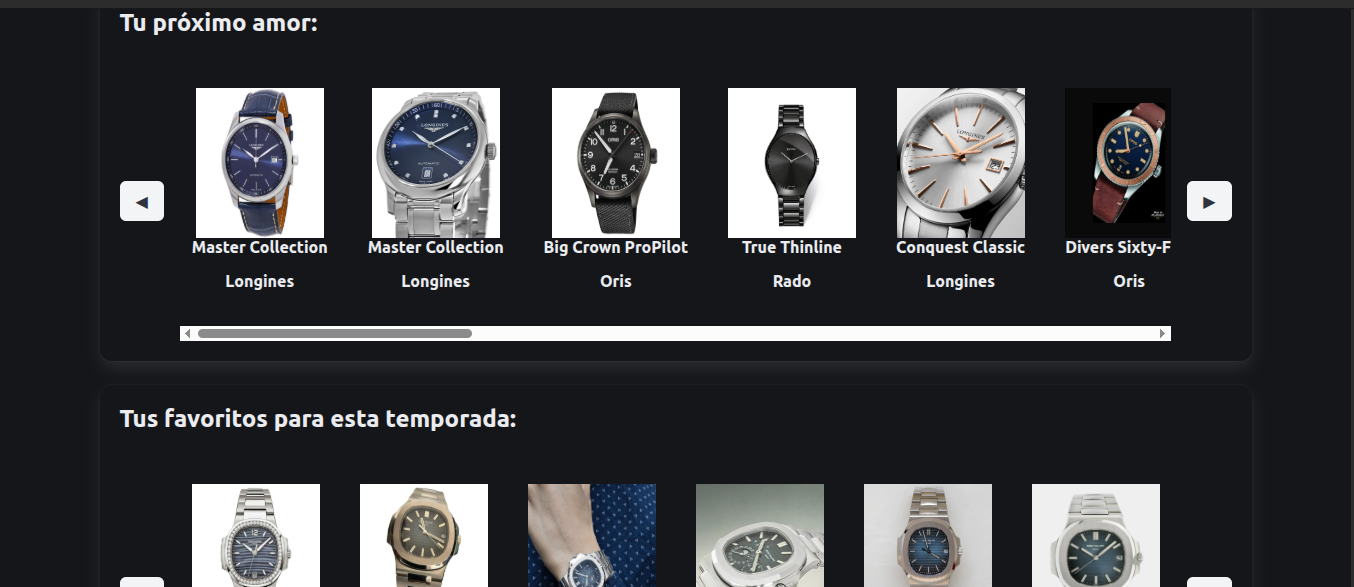 Tu próximo amor:
◄
Master Collection
Longines
Master Collection
Longines
Big Crown ProPilot
Oris
True Thinline
Rado
Conquest Classic
Longines
Divers Sixty-F
Oris
►
Tus favoritos para esta temporada: